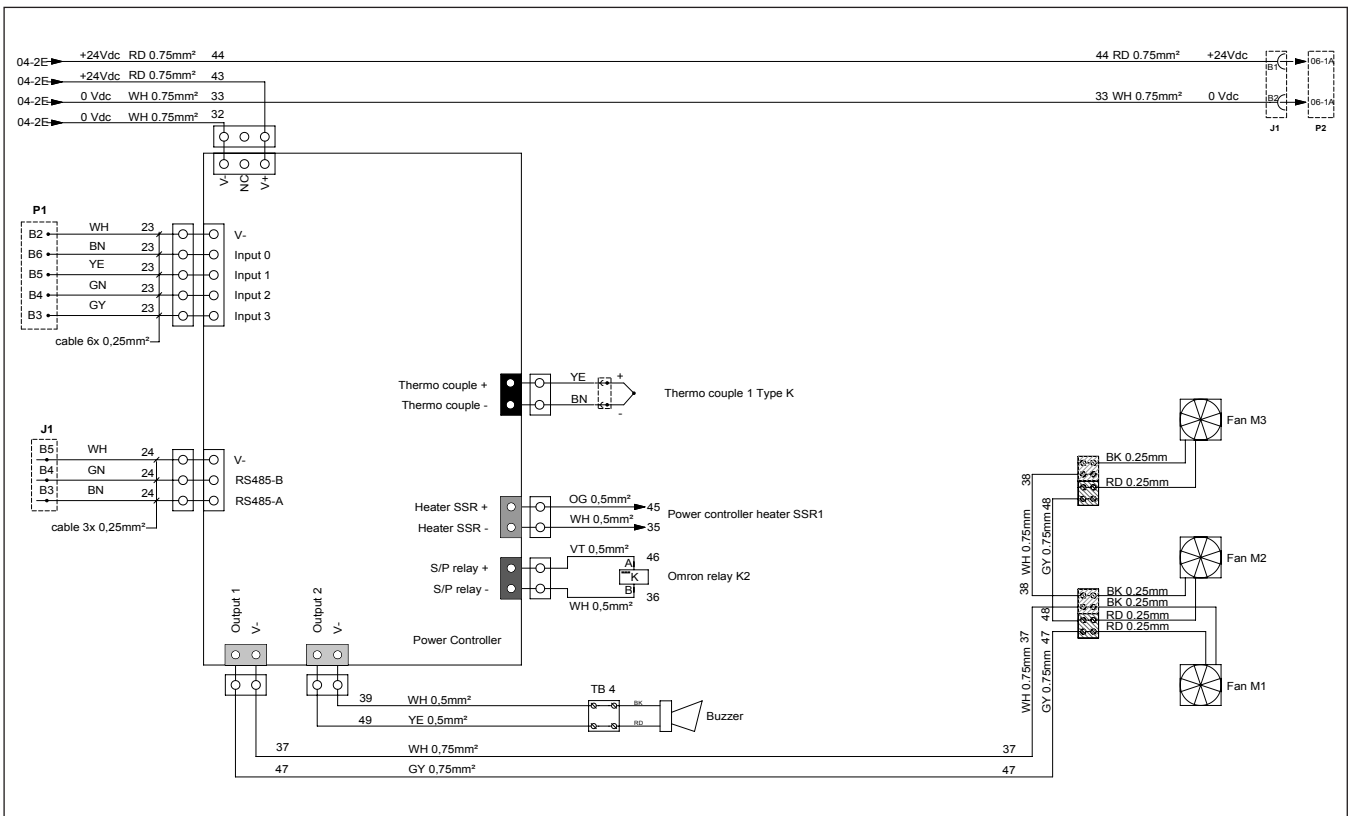 04-2E +24Vdc RD 0.75mm² 44 44 RD 0.75mm² +24Vdc B1 06-1A
04-2E +24Vdc RD 0.75mm² 43
04-2E 0 Vdc WH 0.75mm² 33 33 WH 0.75mm² 0 Vdc B2 06-1A
04-2E 0 Vdc WH 0.75mm² 32
J1 P2
V- NC V+
P1
B2 WH 23 V-
B6 BN 23 Input 0
B5 YE 23 Input 1
B4 GN 23 Input 2
B3 GY 23 Input 3
cable 6x 0,25mm²
Thermo couple + YE +
Thermo couple 1 Type K
Thermo couple - BN -
J1
B5 WH 24 V-
B4 GN 24 RS485-B
B3 BN 24 RS485-A
cable 3x 0,25mm²
Heater SSR + OG 0,5mm² 45
Power controller heater SSR1
Heater SSR - WH 0,5mm² 35
S/P relay + VT 0,5mm² 46
A
K
B
Omron relay K2
S/P relay - WH 0,5mm² 36
Output 1 V- Output 2 V-
Power Controller
Fan M3
BK 0.25mm
RD 0.25mm
38 48
WH 0.75mm²
GY 0.75mm²
38 48
Fan M2
BK 0.25mm
BK 0.25mm
RD 0.25mm
RD 0.25mm
37 47
WH 0.75mm²
GY 0.75mm²
Fan M1
TB 4
39 WH 0,5mm² BK
49 YE 0,5mm² RD
Buzzer
37 WH 0,75mm² 37
47 GY 0,75mm² 47